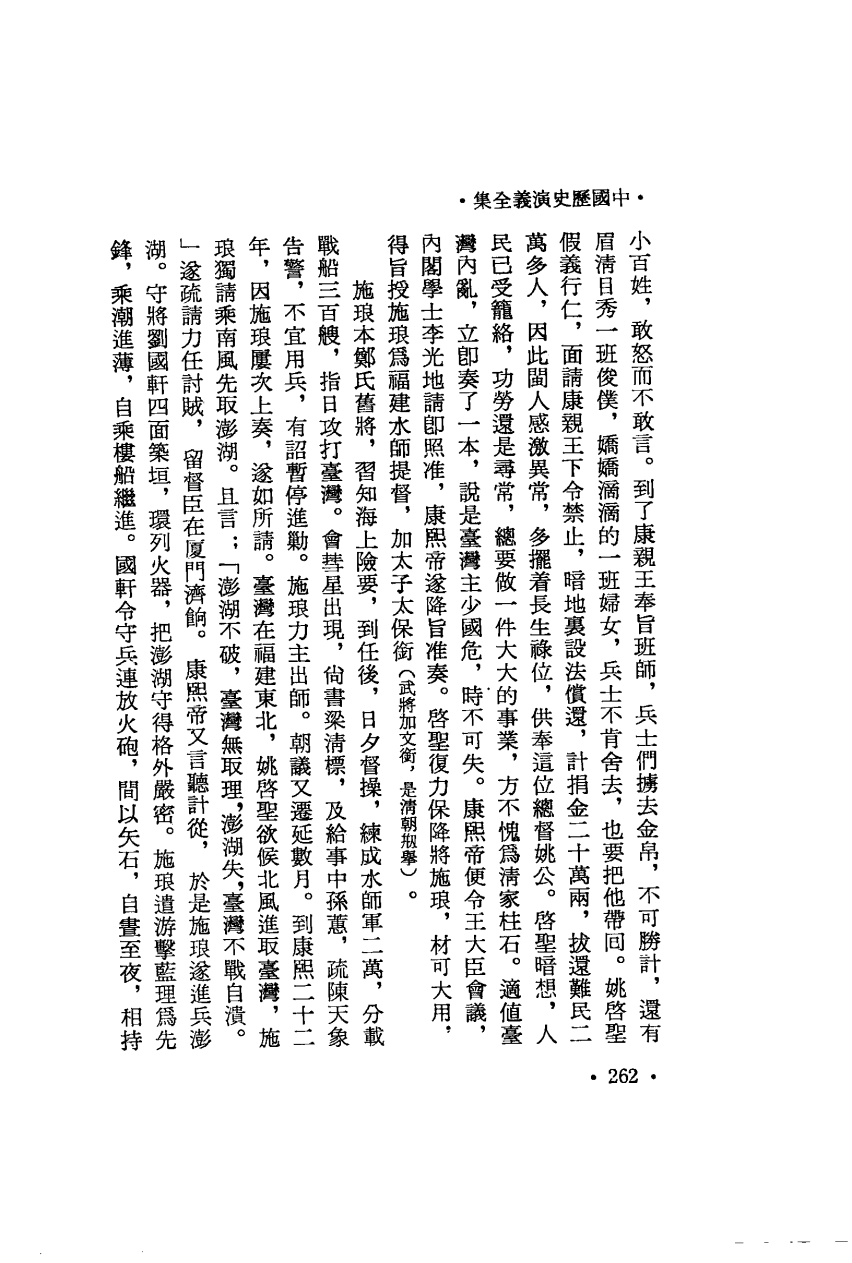 ·中國歷史演義全集·
小百姓，敢怒而不敢言。到了康親王奉旨班師，兵士們擄去金帛，不可勝計，還有
眉清目秀一班俊僕，嬌嬌滴滴的一班婦女，兵士不肯舍去，也要把他帶回。姚啓聖
假義行仁，面請康親王下令禁止，暗地裏設法償還，計捐金二十萬兩，拔還難民二
萬多人，因此閩人感激異常，多擺着長生祿位，供奉這位總督姚公。啓聖暗想，人
民已受籠絡，功勞還是尋常，總要做一件大大的事業，方不愧爲清家柱石。適値臺
灣內亂，立卽奏了一本，說是臺灣主少國危，時不可失。康熙帝便令王大臣會議，
內閣學士李光地請卽照准，康熙帝遂降旨准奏。啓聖復力保降將施琅，材可大用，
得旨授施琅爲福建水師提督，加太子太保銜（武將加文銜，是清朝剏舉）。
施琅本鄭氏舊將，習知海上險要，到任後，日夕督操，練成水師軍二萬，分載
戰船三百艘，指日攻打臺灣。會彗星出現，尙書梁清標，及給事中孫蕙，疏陳天象
告警，不宜用兵，有詔暫停進勦。施琅力主出師。朝議又遷延數月。到康熙二十二
年，因施琅屢次上奏，遂如所請。臺灣在福建東北，姚啓聖欲候北風進取臺灣，施
琅獨請乘南風先取澎湖。且言；「澎湖不破，臺灣無取理，澎湖失，臺灣不戰自潰。
」遂疏請力任討賊，留督臣在厦門濟餉。康熙帝又言聽計從，於是施琅遂進兵澎
湖。守將劉國軒四面築垣，環列火器，把澎湖守得格外嚴密。施琅遣游擊藍理爲先
鋒，乘潮進薄，自乘樓船繼進。國軒令守兵連放火砲，間以矢石，自晝至夜，相持
·262·